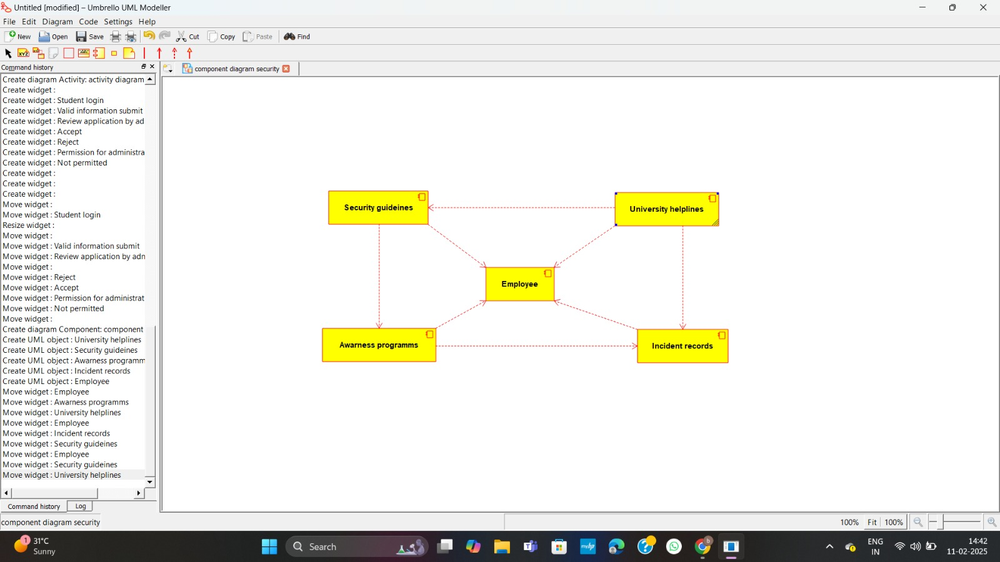 Untitled [modified] – Umbrello UML Modeller
File Edit Diagram Code Settings Help
New Open Save Cut Copy Paste Find
XYZ
Command history
component diagram security
Create diagram Activity: activity diagram
Create widget :
Create widget : Student login
Create widget : Valid information submit
Create widget : Review application by ad
Create widget : Accept
Create widget : Reject
Create widget : Permission for administra
Create widget : Not permitted
Create widget :
Create widget :
Create widget :
Move widget :
Move widget : Student login
Resize widget :
Move widget :
Move widget : Valid information submit
Move widget : Review application by adn
Move widget :
Move widget : Reject
Move widget : Accept
Move widget : Permission for administrat
Move widget : Not permitted
Move widget :
Create diagram Component: component
Create UML object : University helplines
Create UML object : Security guideines
Create UML object : Awarness programm
Create UML object : Incident records
Create UML object : Employee
Move widget : Employee
Move widget : Awarness programms
Move widget : University helplines
Move widget : Employee
Move widget : Incident records
Move widget : Security guideines
Move widget : Employee
Move widget : Security guideines
Move widget : University helplines
Command history Log
Security guideines
University helplines
Employee
Awarness programms
Incident records
component diagram security
100% Fit 100%
1
31°C
Sunny
Search
myhp
b
ENG
IN
14:42
11-02-2025